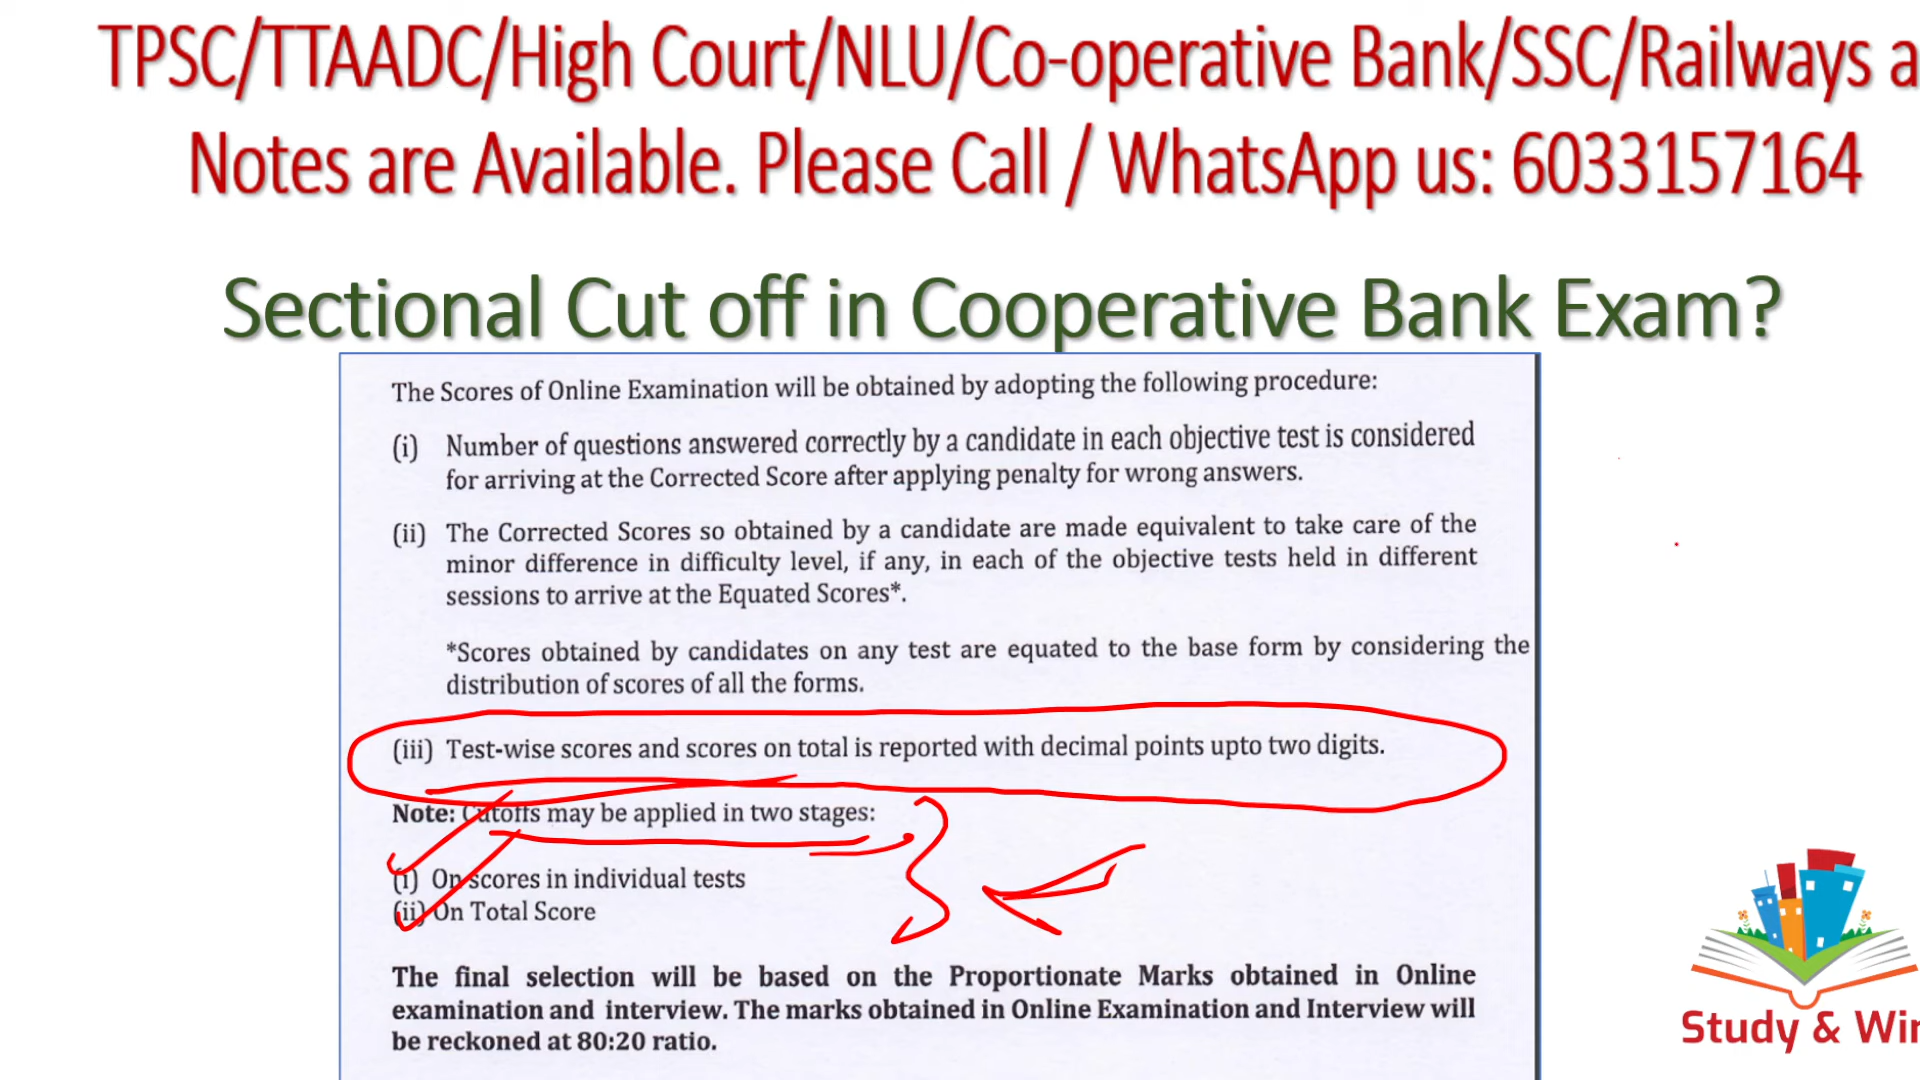 TPSC/TTAADC/High Court/NLU/Co-operative Bank/SSC/Railways a
Notes are Available. Please Call / WhatsApp us: 6033157164
Sectional Cut off in Cooperative Bank Exam?
The Scores of Online Examination will be obtained by adopting the following procedure:
(i) Number of questions answered correctly by a candidate in each objective test is considered
for arriving at the Corrected Score after applying penalty for wrong answers.
(ii) The Corrected Scores so obtained by a candidate are made equivalent to take care of the
minor difference in difficulty level, if any, in each of the objective tests held in different
sessions to arrive at the Equated Scores*.
*Scores obtained by candidates on any test are equated to the base form by considering the
distribution of scores of all the forms.
(iii) Test-wise scores and scores on total is reported with decimal points upto two digits.
Note: Cutoffs may be applied in two stages:
(i) On scores in individual tests
(ii) On Total Score
The final selection will be based on the Proportionate Marks obtained in Online
examination and interview. The marks obtained in Online Examination and Interview will
be reckoned at 80:20 ratio.
Study & Win